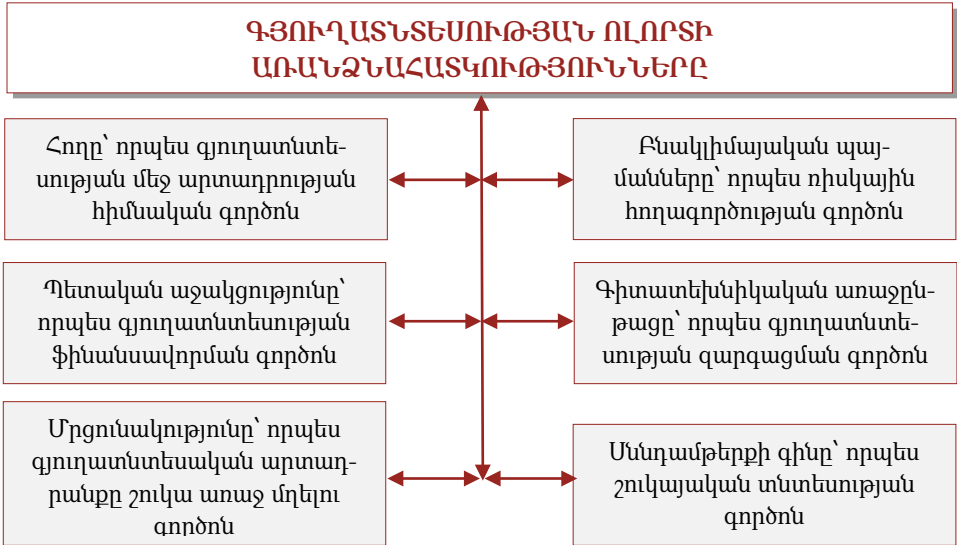 ԳՅՈՒՂԱՏՆՏԵՍՈՒԹՅԱՆ ՈԼՈՐՏԻ
ԱՌԱՆՁՆԱՀԱՏԿՈՒԹՅՈՒՆՆԵՐԸ
Հողը՝ որպես գյուղատնտե-
սության մեջ արտադրության
հիմնական գործոն
Բնակլիմայական պայ-
մանները՝ որպես ռիսկային
հողագործության գործոն
Պետական աջակցությունը՝
որպես գյուղատնտեսության
ֆինանսավորման գործոն
Գիտատեխնիկական առաջըն-
թացը՝ որպես գյուղատնտե-
սության զարգացման գործոն
Մրցունակությունը՝ որպես
գյուղատնտեսական արտադ-
րանքը շուկա առաջ մղելու
գործոն
Սննդամթերքի գինը՝ որպես
շուկայական տնտեսության
գործոն